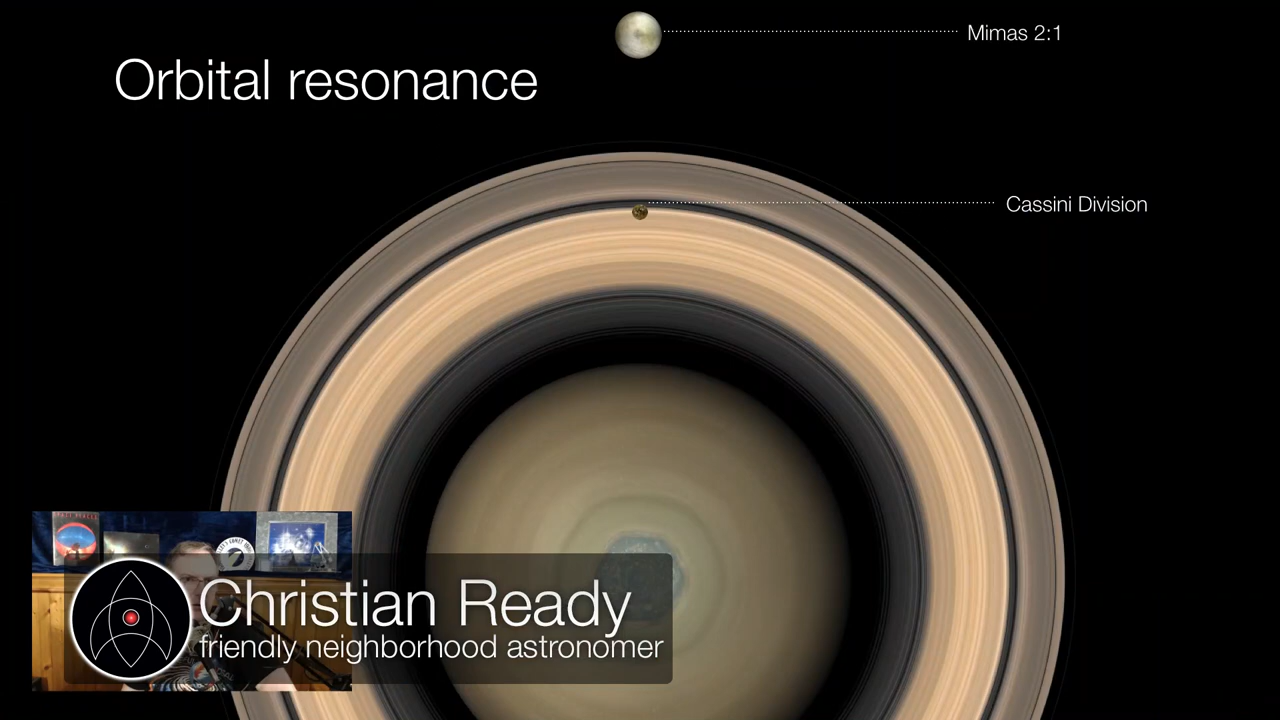 Mimas 2:1
Orbital resonance
Cassini Division
Christian Ready
friendly neighborhood astronomer